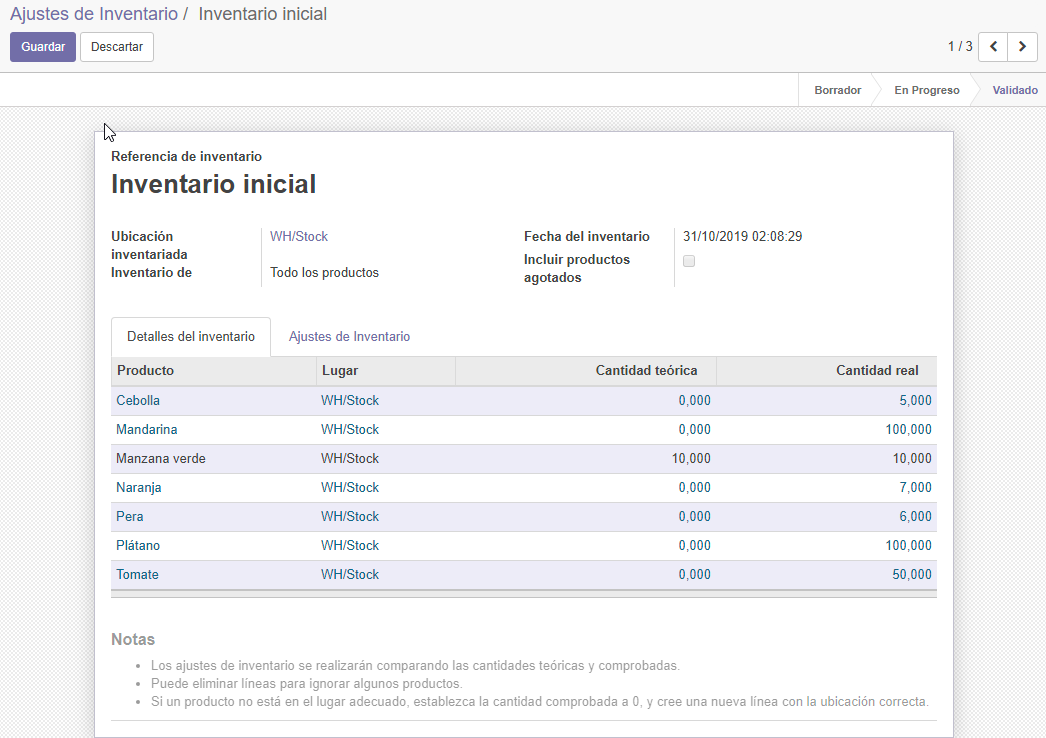 Ajustes de Inventario / Inventario inicial
Guardar Descartar 1 / 3
Borrador En Progreso Validado
Referencia de inventario
Inventario inicial
Ubicación inventariada WH/Stock
Inventario de Todo los productos
Fecha del inventario 31/10/2019 02:08:29
Incluir productos agotados
Detalles del inventario Ajustes de Inventario
Producto Lugar Cantidad teórica Cantidad real
Cebolla WH/Stock 0,000 5,000
Mandarina WH/Stock 0,000 100,000
Manzana verde WH/Stock 10,000 10,000
Naranja WH/Stock 0,000 7,000
Pera WH/Stock 0,000 6,000
Plátano WH/Stock 0,000 100,000
Tomate WH/Stock 0,000 50,000
Notas
• Los ajustes de inventario se realizarán comparando las cantidades teóricas y comprobadas.
• Puede eliminar líneas para ignorar algunos productos.
• Si un producto no está en el lugar adecuado, establezca la cantidad comprobada a 0, y cree una nueva línea con la ubicación correcta.